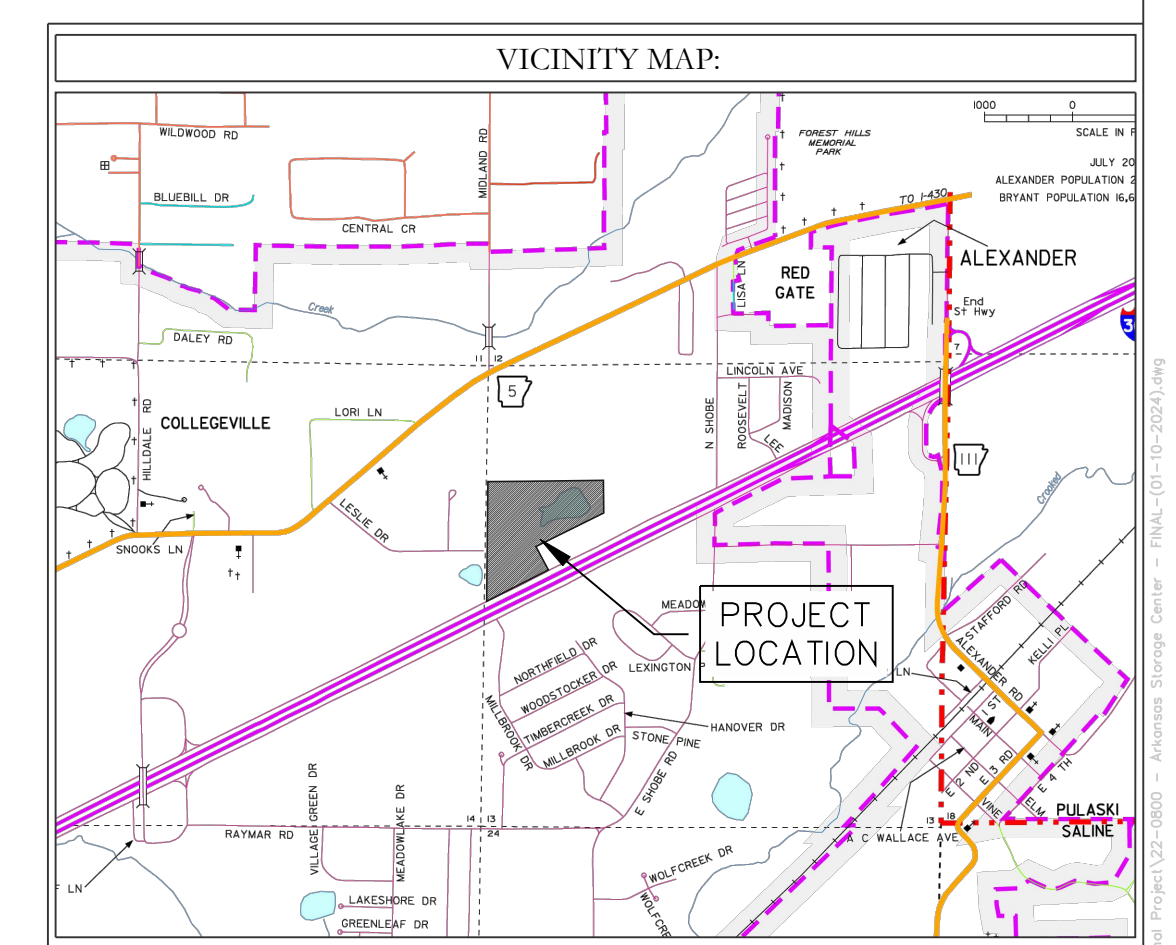 VICINITY MAP:
WILDWOOD RD
BLUEBILL DR
CENTRAL CR
MIDLAND RD
FOREST HILLS
MEMORIAL
PARK
1000 0
SCALE IN F
JULY 20
ALEXANDER POPULATION 2
BRYANT POPULATION 16,6
TO I-430
ALEXANDER
RED
GATE
LISA LN
End
St Hwy
3
7
Creek
DALEY RD
11 12
5
LINCOLN AVE
N SHOBE
ROOSEVELT
MADISON
LEE
COLLEGEVILLE
LORI LN
HILLDALE RD
LESLIE DR
SNOOKS LN
111
Crooked
PROJECT
LOCATION
MEADOW
LEXINGTON P
LN
STAFFORD RD
KELLI PL
ALEXANDER RD
I ST
MAIN
E 2 ND
E 3 RD
E 4 TH
VINE
ELM
NORTHFIELD DR
WOODSTOCKER DR
TIMBERCREEK DR
MILLBROOK DR
MILLBROOK DR
HANOVER DR
STONE PINE
E SHOBE RD
PULASKI
SALINE
13 18
A C WALLACE AVE
14 13
24
RAYMAR RD
VILLAGE GREEN DR
MEADOWLAKE DR
F LN
LAKESHORE DR
GREENLEAF DR
WOLFCREEK DR
WOLFCRE
al Project\22-0800 - Arkansas Storage Center - FINAL-(01-10-2024).dwg